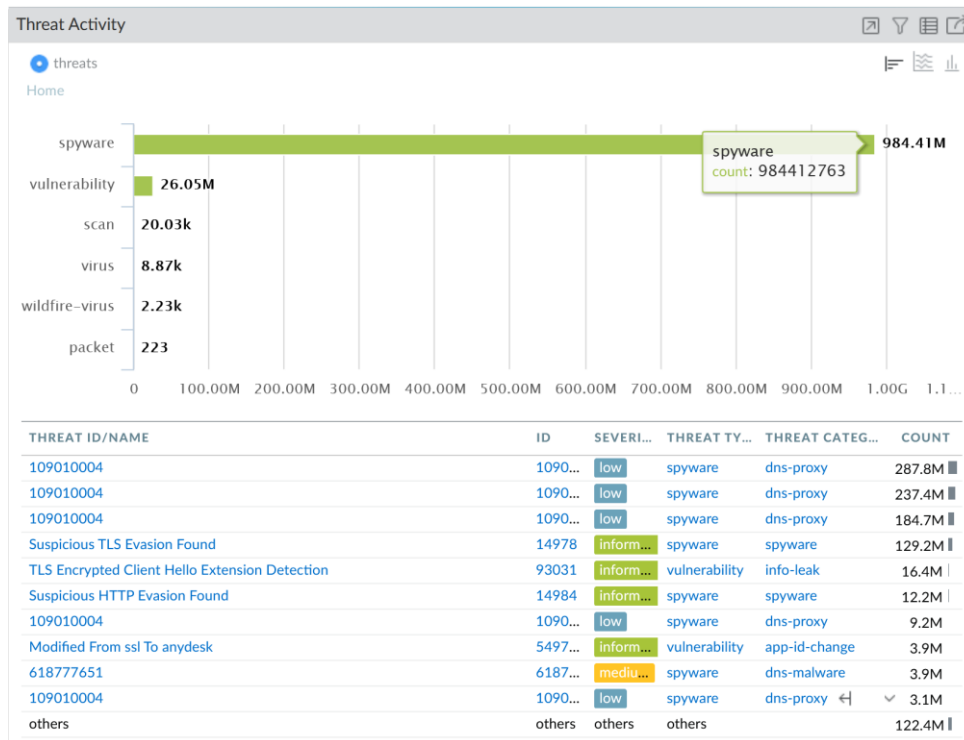 Threat Activity
threats
Home
spyware 984.41M
spyware
count: 984412763
vulnerability 26.05M
scan 20.03k
virus 8.87k
wildfire-virus 2.23k
packet 223
0 100.00M 200.00M 300.00M 400.00M 500.00M 600.00M 700.00M 800.00M 900.00M 1.00G 1.1...
THREAT ID/NAME ID SEVERI... THREAT TY... THREAT CATEG... COUNT
109010004 1090... low spyware dns-proxy 287.8M
109010004 1090... low spyware dns-proxy 237.4M
109010004 1090... low spyware dns-proxy 184.7M
Suspicious TLS Evasion Found 14978 inform... spyware spyware 129.2M
TLS Encrypted Client Hello Extension Detection 93031 inform... vulnerability info-leak 16.4M
Suspicious HTTP Evasion Found 14984 inform... spyware spyware 12.2M
109010004 1090... low spyware dns-proxy 9.2M
Modified From ssl To anydesk 5497... inform... vulnerability app-id-change 3.9M
618777651 6187... mediu... spyware dns-malware 3.9M
109010004 1090... low spyware dns-proxy 3.1M
others others others others 122.4M